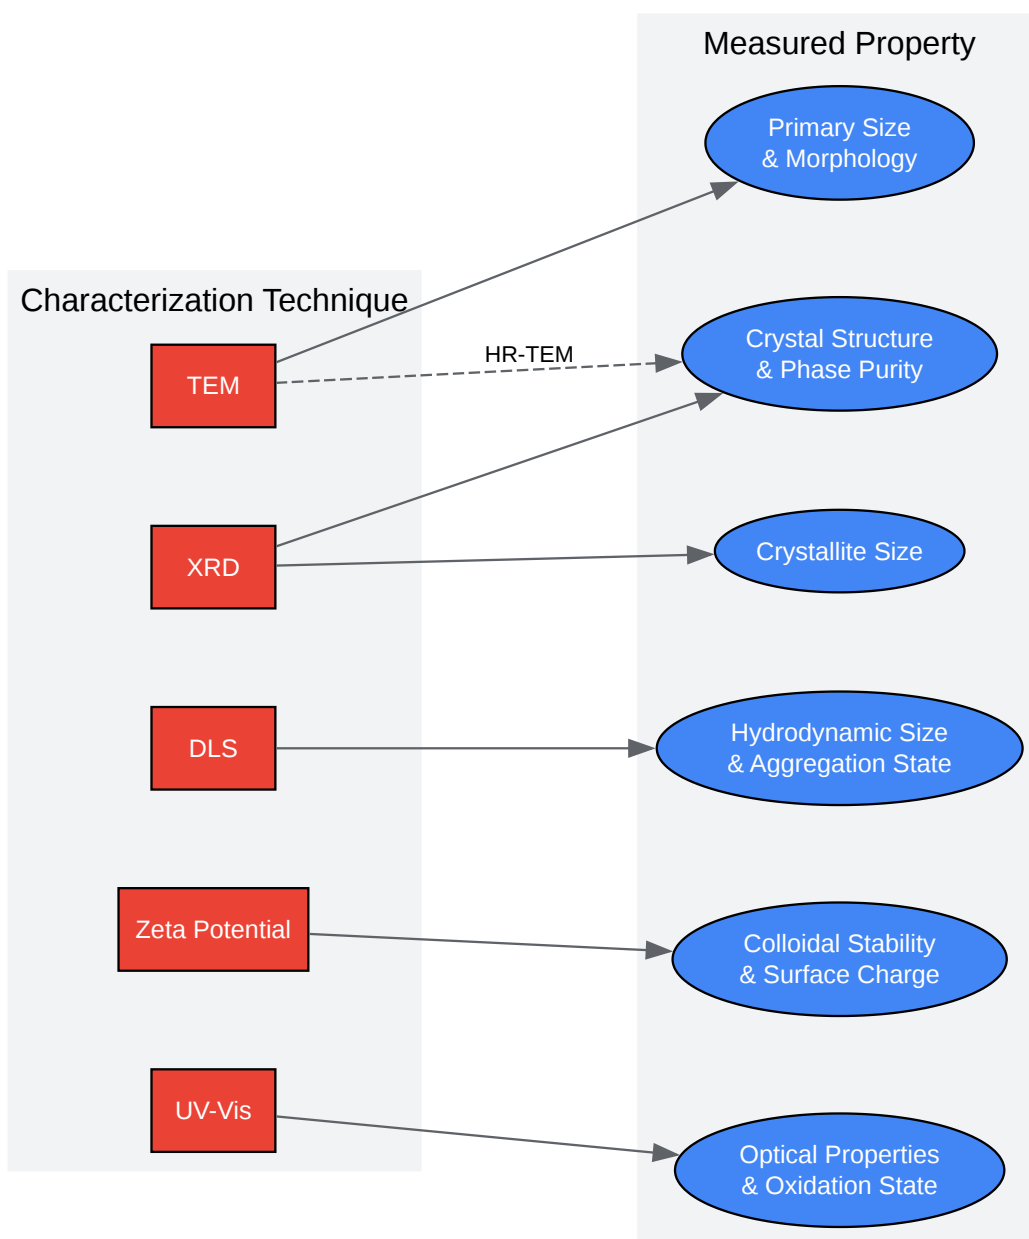 Measured Property
Primary Size
& Morphology
Characterization Technique
TEM
HR-TEM
Crystal Structure
& Phase Purity
XRD
Crystallite Size
DLS
Hydrodynamic Size
& Aggregation State
Zeta Potential
Colloidal Stability
& Surface Charge
UV-Vis
Optical Properties
& Oxidation State